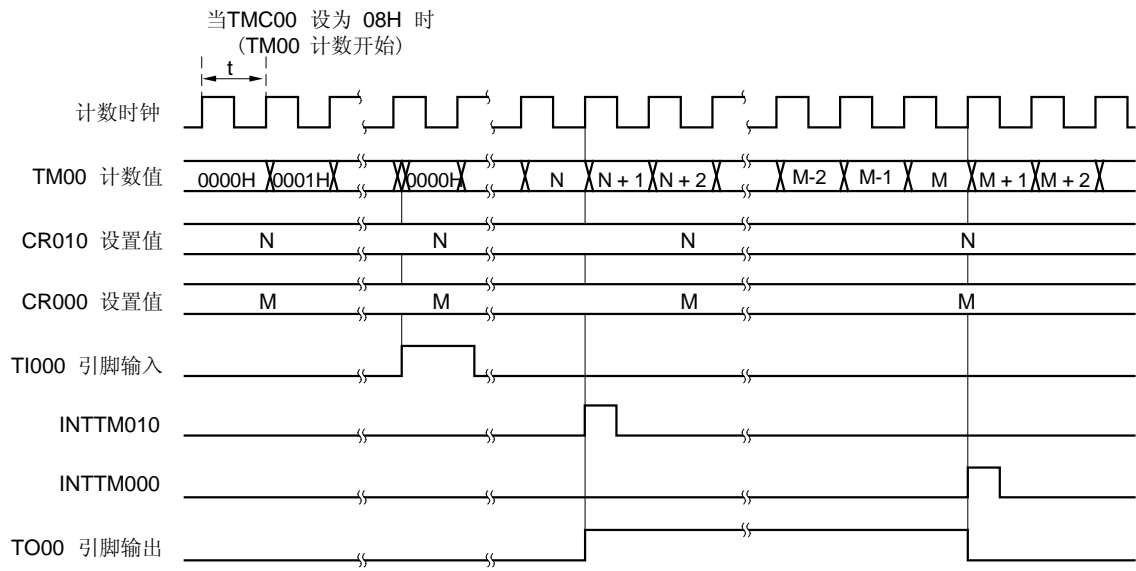 当TMC00 设为 08H 时
(TM00 计数开始)
t
计数时钟
TM00 计数值 0000H 0001H 0000H N N + 1 N + 2 M-2 M-1 M M + 1 M + 2
CR010 设置值 N N N N
CR000 设置值 M M M M
TI000 引脚输入
INTTM010
INTTM000
TO00 引脚输出